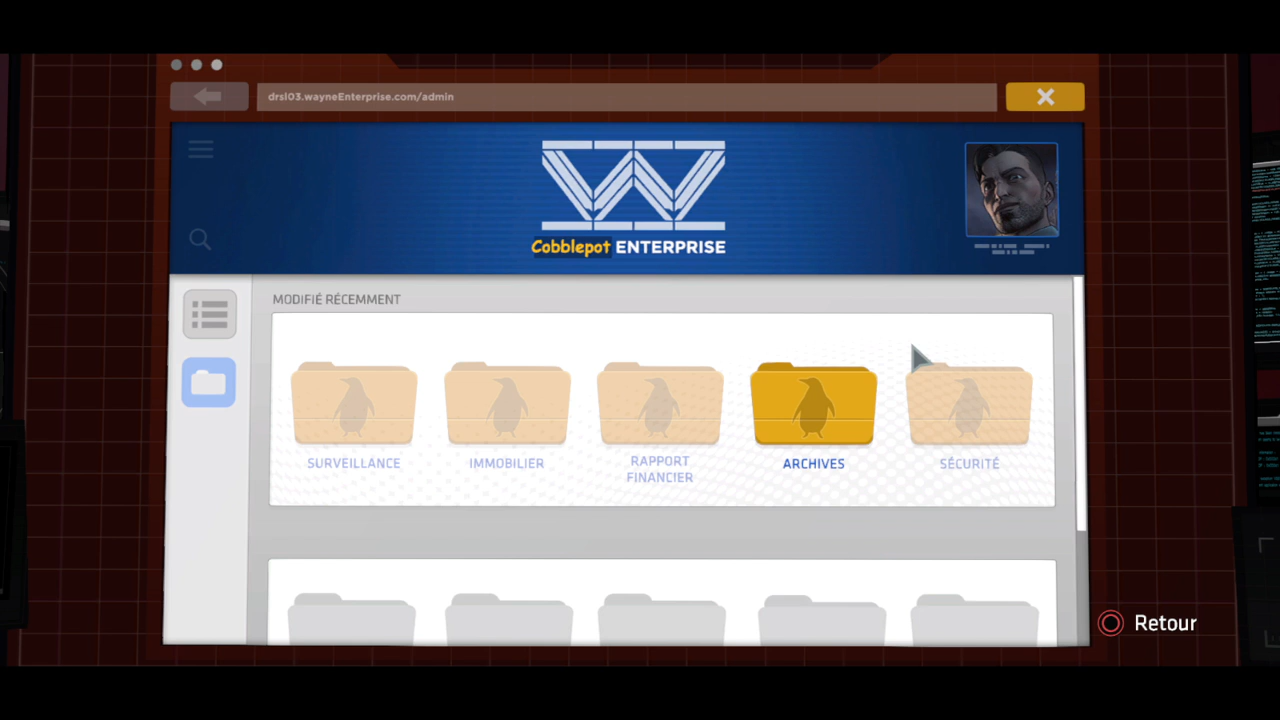 drsl03.wayneEnterprise.com/admin
Cobblepot ENTERPRISE
MODIFIÉ RÉCEMMENT
SURVEILLANCE
IMMOBILIER
RAPPORT
FINANCIER
ARCHIVES
SÉCURITÉ
Retour